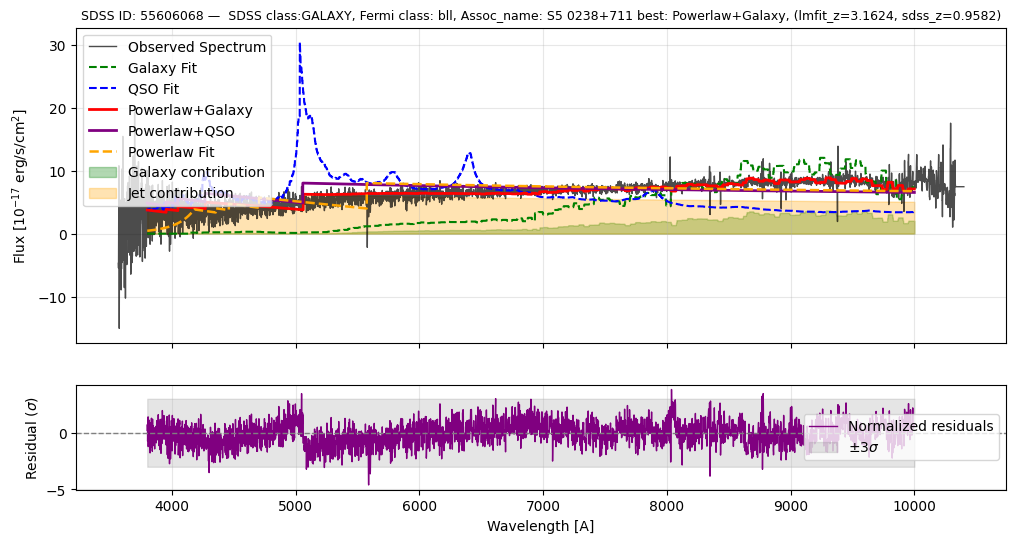 SDSS ID: 55606068 —  SDSS class:GALAXY, Fermi class: bll, Assoc_name: S5 0238+711 best: Powerlaw+Galaxy, (lmfit_z=3.1624, sdss_z=0.9582)
Observed Spectrum
Galaxy Fit
QSO Fit
Powerlaw+Galaxy
Powerlaw+QSO
Powerlaw Fit
Galaxy contribution
Jet contribution
30
20
10
0
−10
Flux [10⁻¹⁷ erg/s/cm²]
Normalized residuals
±3σ
0
−5
Residual (σ)
4000 5000 6000 7000 8000 9000 10000
Wavelength [A]